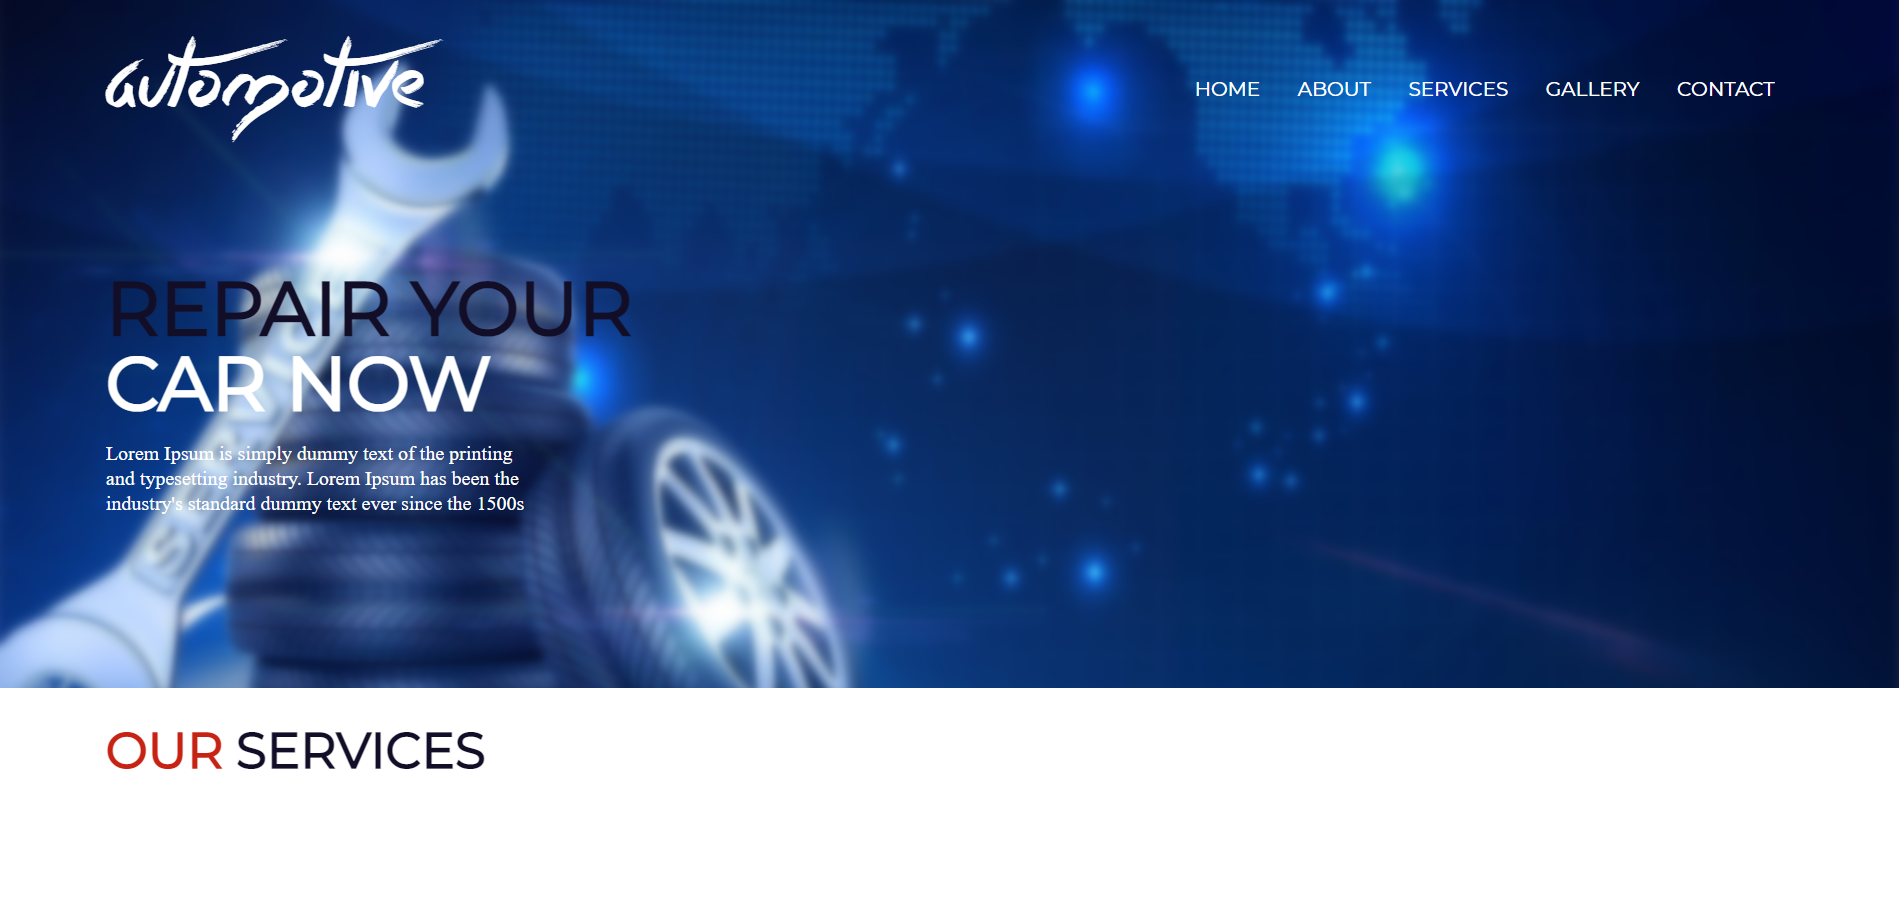 automotive
HOME ABOUT SERVICES GALLERY CONTACT
REPAIR YOUR
CAR NOW
Lorem Ipsum is simply dummy text of the printing
and typesetting industry. Lorem Ipsum has been the
industry's standard dummy text ever since the 1500s
OUR SERVICES